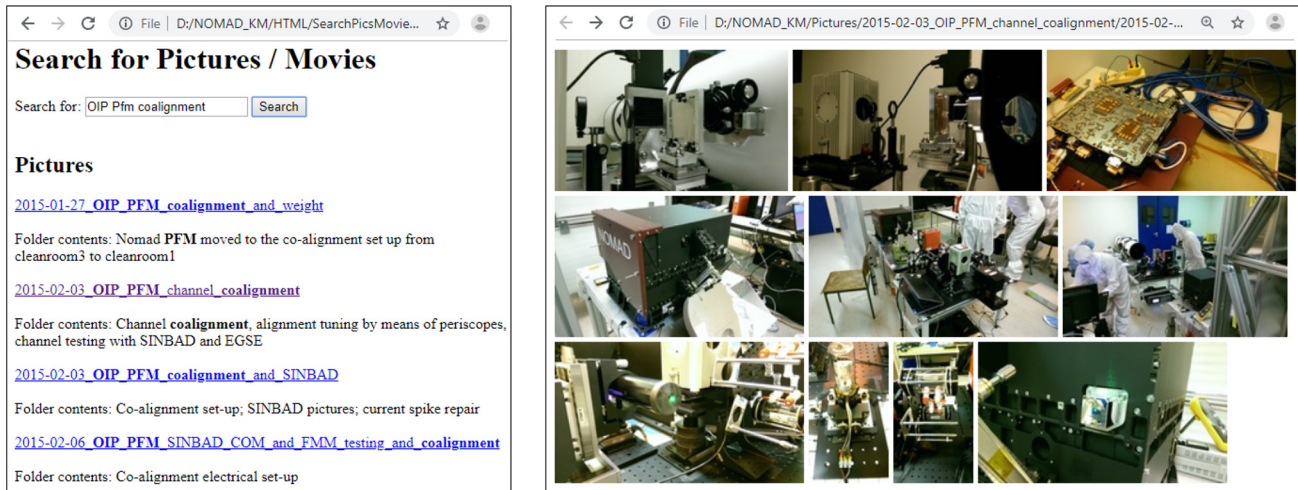 File D:/NOMAD_KM/HTML/SearchPicsMovie...
Search for Pictures / Movies
Search for: OIP Pfm coalignment Search
Pictures
2015-01-27_OIP_PFM_coalignment_and_weight
Folder contents: Nomad PFM moved to the co-alignment set up from
cleanroom3 to cleanroom1
2015-02-03_OIP_PFM_channel_coalignment
Folder contents: Channel coalignment, alignment tuning by means of periscopes,
channel testing with SINBAD and EGSE
2015-02-03_OIP_PFM_coalignment_and_SINBAD
Folder contents: Co-alignment set-up; SINBAD pictures; current spike repair
2015-02-06_OIP_PFM_SINBAD_COM_and_FMM_testing_and_coalignment
Folder contents: Co-alignment electrical set-up
File D:/NOMAD_KM/Pictures/2015-02-03_OIP_PFM_channel_coalignment/2015-02-...
NOMAD